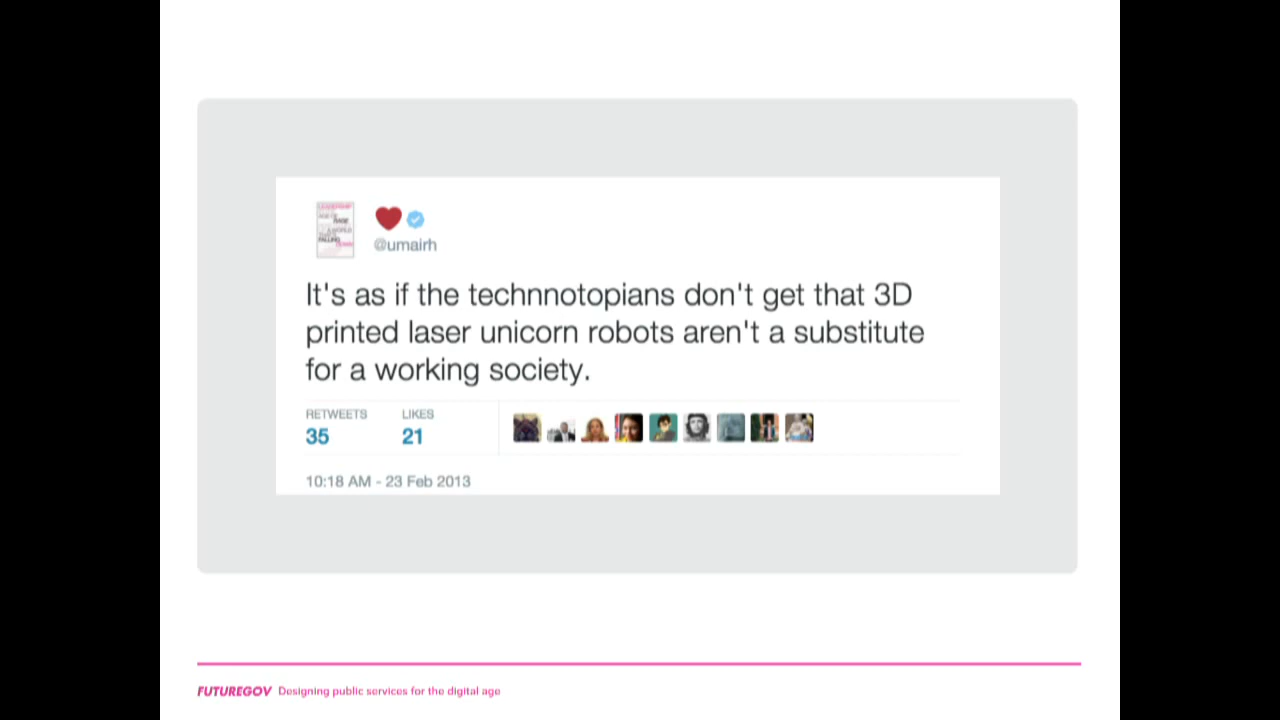 @umairh
It's as if the technnotopians don't get that 3D
printed laser unicorn robots aren't a substitute
for a working society.
RETWEETS LIKES
35 21
10:18 AM - 23 Feb 2013
FUTUREGOV Designing public services for the digital age